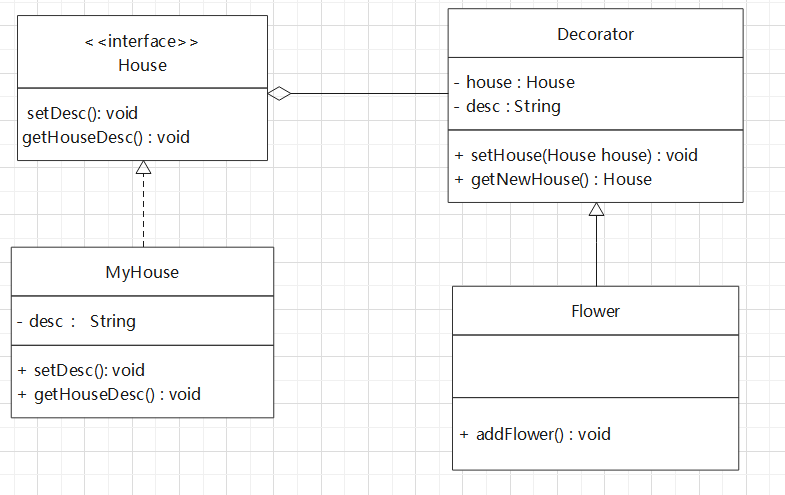 < <interface>>
House
setDesc(): void
getHouseDesc() : void
Decorator
- house : House
- desc : String
+ setHouse(House house) : void
+ getNewHouse() : House
MyHouse
- desc : String
+ setDesc(): void
+ getHouseDesc() : void
Flower
+ addFlower() : void